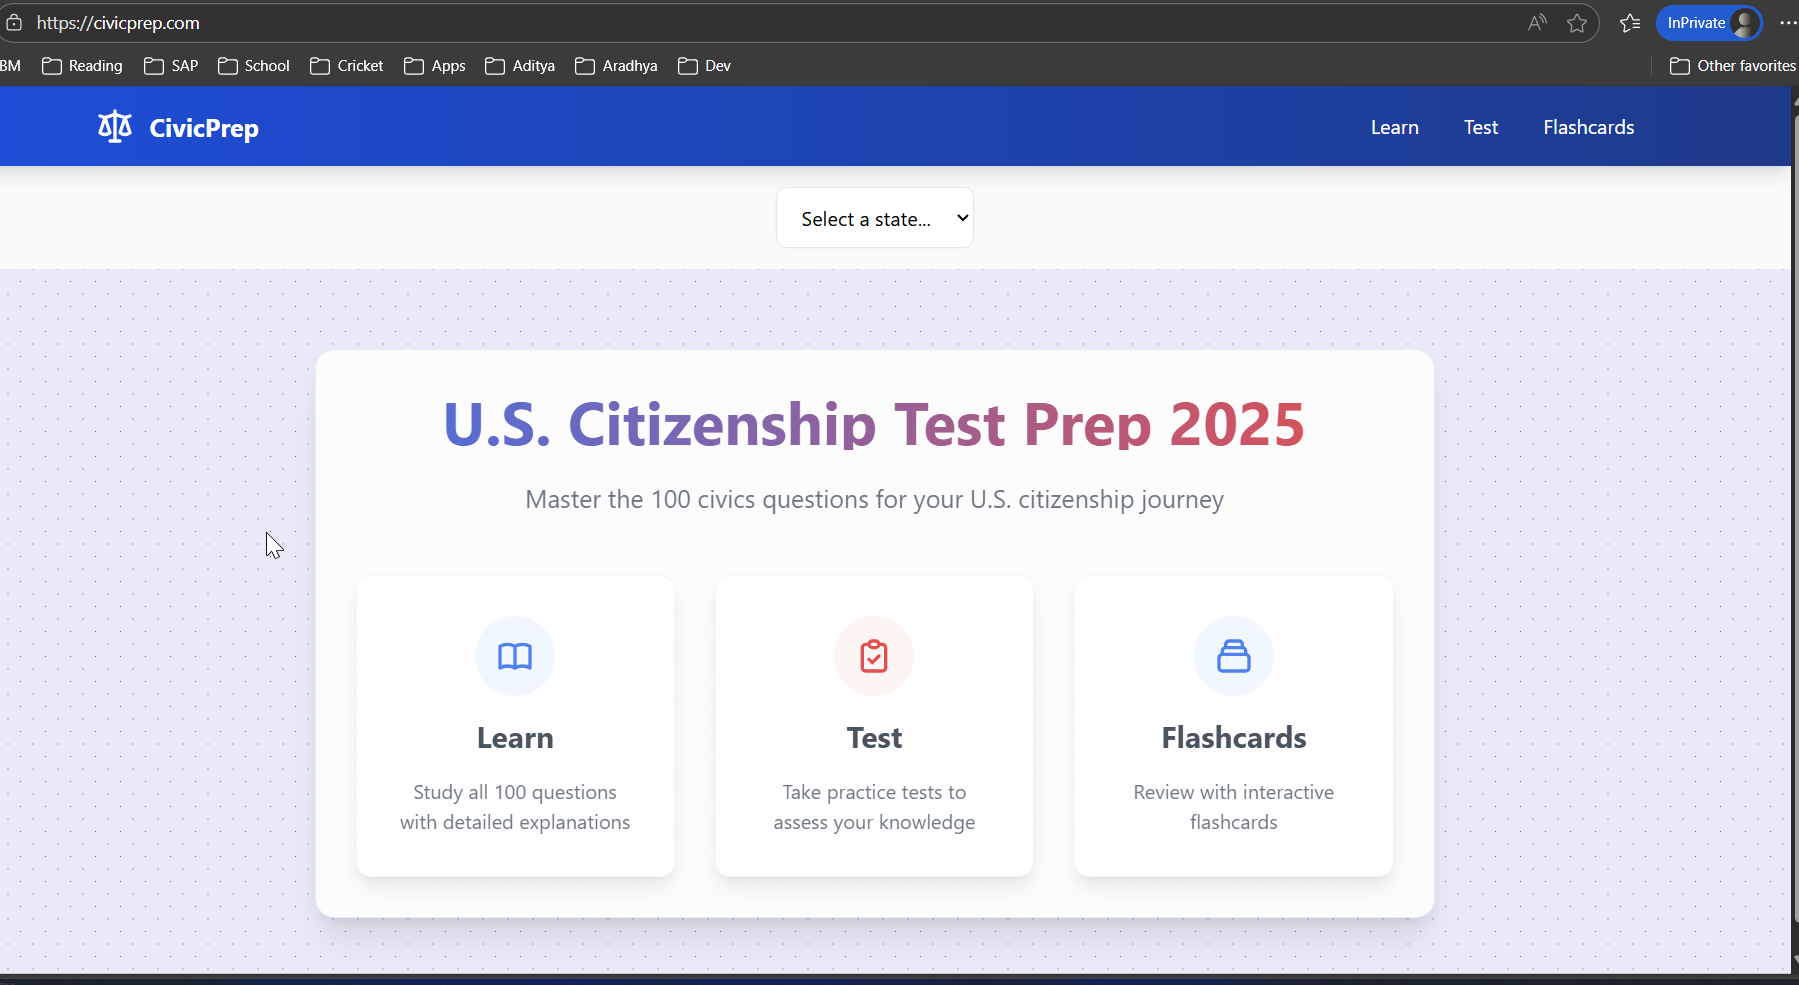 https://civicprep.com
InPrivate
BM Reading SAP School Cricket Apps Aditya Aradhya Dev Other favorites
CivicPrep
Learn Test Flashcards
Select a state...
U.S. Citizenship Test Prep 2025
Master the 100 civics questions for your U.S. citizenship journey
Learn
Study all 100 questions
with detailed explanations
Test
Take practice tests to
assess your knowledge
Flashcards
Review with interactive
flashcards